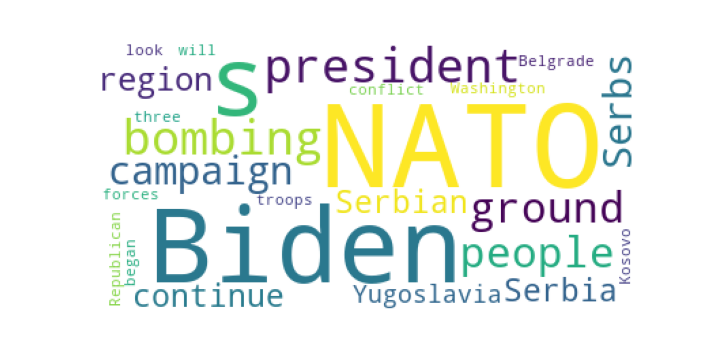 look will
president
Belgrade
region
s
conflict
Washington
Serbs
three
bombing
NATO
campaign
forces
troops
Serbian
ground
Biden
people
Republican
began
continue
Yugoslavia
Serbia
Kosovo